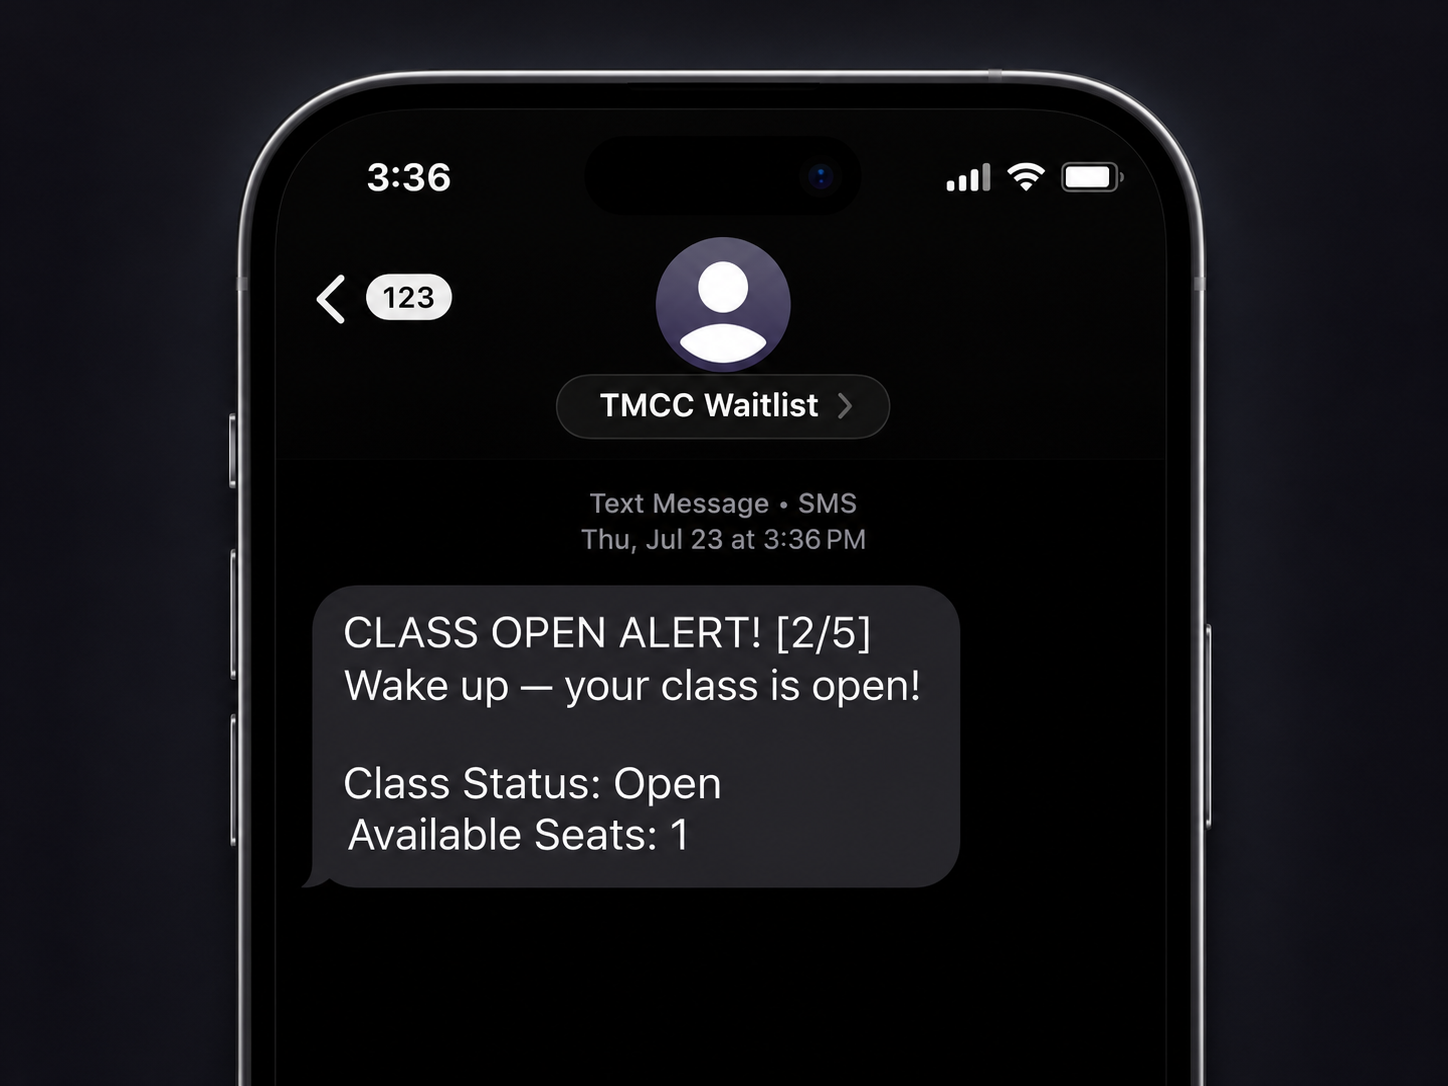 3:36
123
TMCC Waitlist
Text Message • SMS
Thu, Jul 23 at 3:36 PM
CLASS OPEN ALERT! [2/5]
Wake up — your class is open!
Class Status: Open
Available Seats: 1